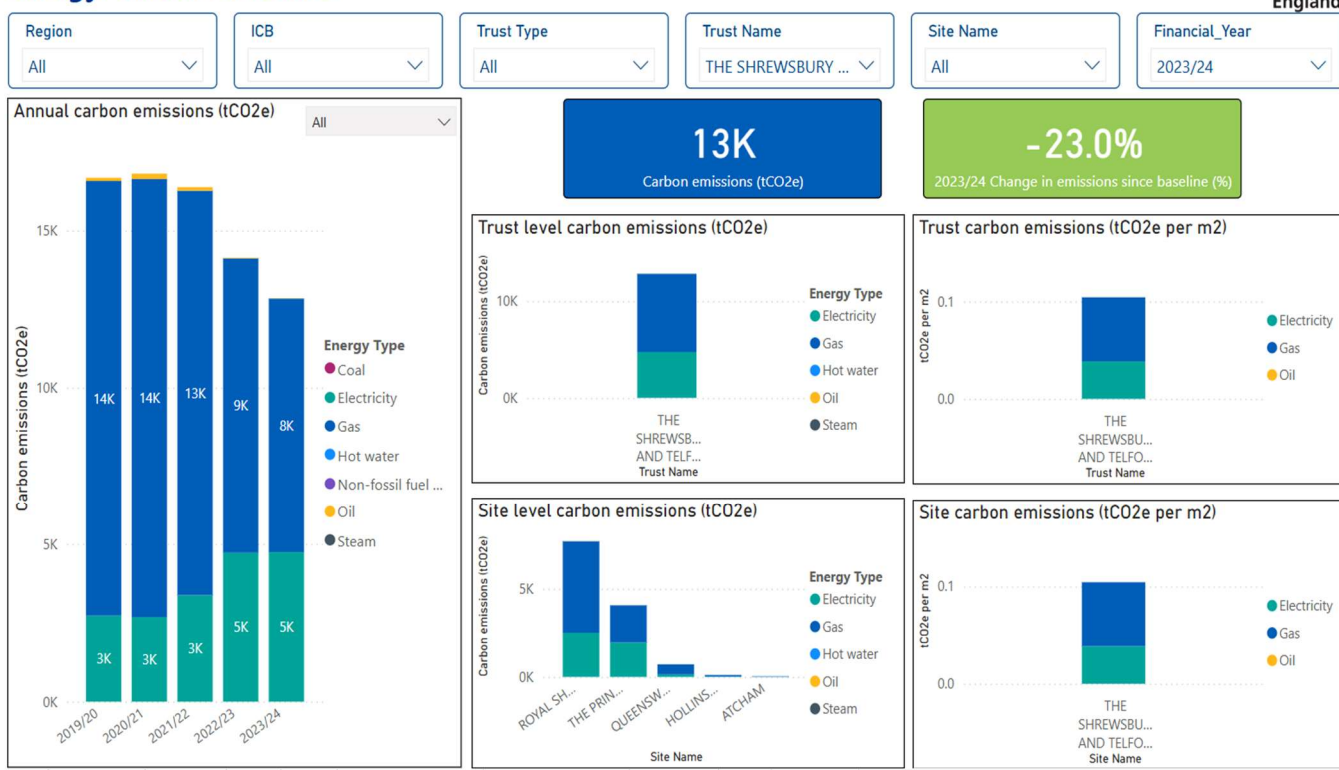 England
Region
All
ICB
All
Trust Type
All
Trust Name
THE SHREWSBURY ...
Site Name
All
Financial_Year
2023/24
Annual carbon emissions (tCO2e)
All
Carbon emissions (tCO2e)
15K
10K
5K
0K
14K
14K
13K
9K
8K
3K
3K
3K
5K
5K
2019/20
2020/21
2021/22
2022/23
2023/24
Energy Type
Coal
Electricity
Gas
Hot water
Non-fossil fuel ...
Oil
Steam
13K
Carbon emissions (tCO2e)
-23.0%
2023/24 Change in emissions since baseline (%)
Trust level carbon emissions (tCO2e)
Carbon emissions (tCO2e)
10K
0K
THE
SHREWSB...
AND TELF...
Trust Name
Energy Type
Electricity
Gas
Hot water
Oil
Steam
Trust carbon emissions (tCO2e per m2)
tCO2e per m2
0.1
0.0
THE
SHREWSBU...
AND TELFO...
Trust Name
Electricity
Gas
Oil
Site level carbon emissions (tCO2e)
Carbon emissions (tCO2e)
5K
0K
ROYAL SH...
THE PRIN...
QUEENSW...
HOLLINS...
ATCHAM
Site Name
Energy Type
Electricity
Gas
Hot water
Oil
Steam
Site carbon emissions (tCO2e per m2)
tCO2e per m2
0.1
0.0
THE
SHREWSBU...
AND TELFO...
Site Name
Electricity
Gas
Oil